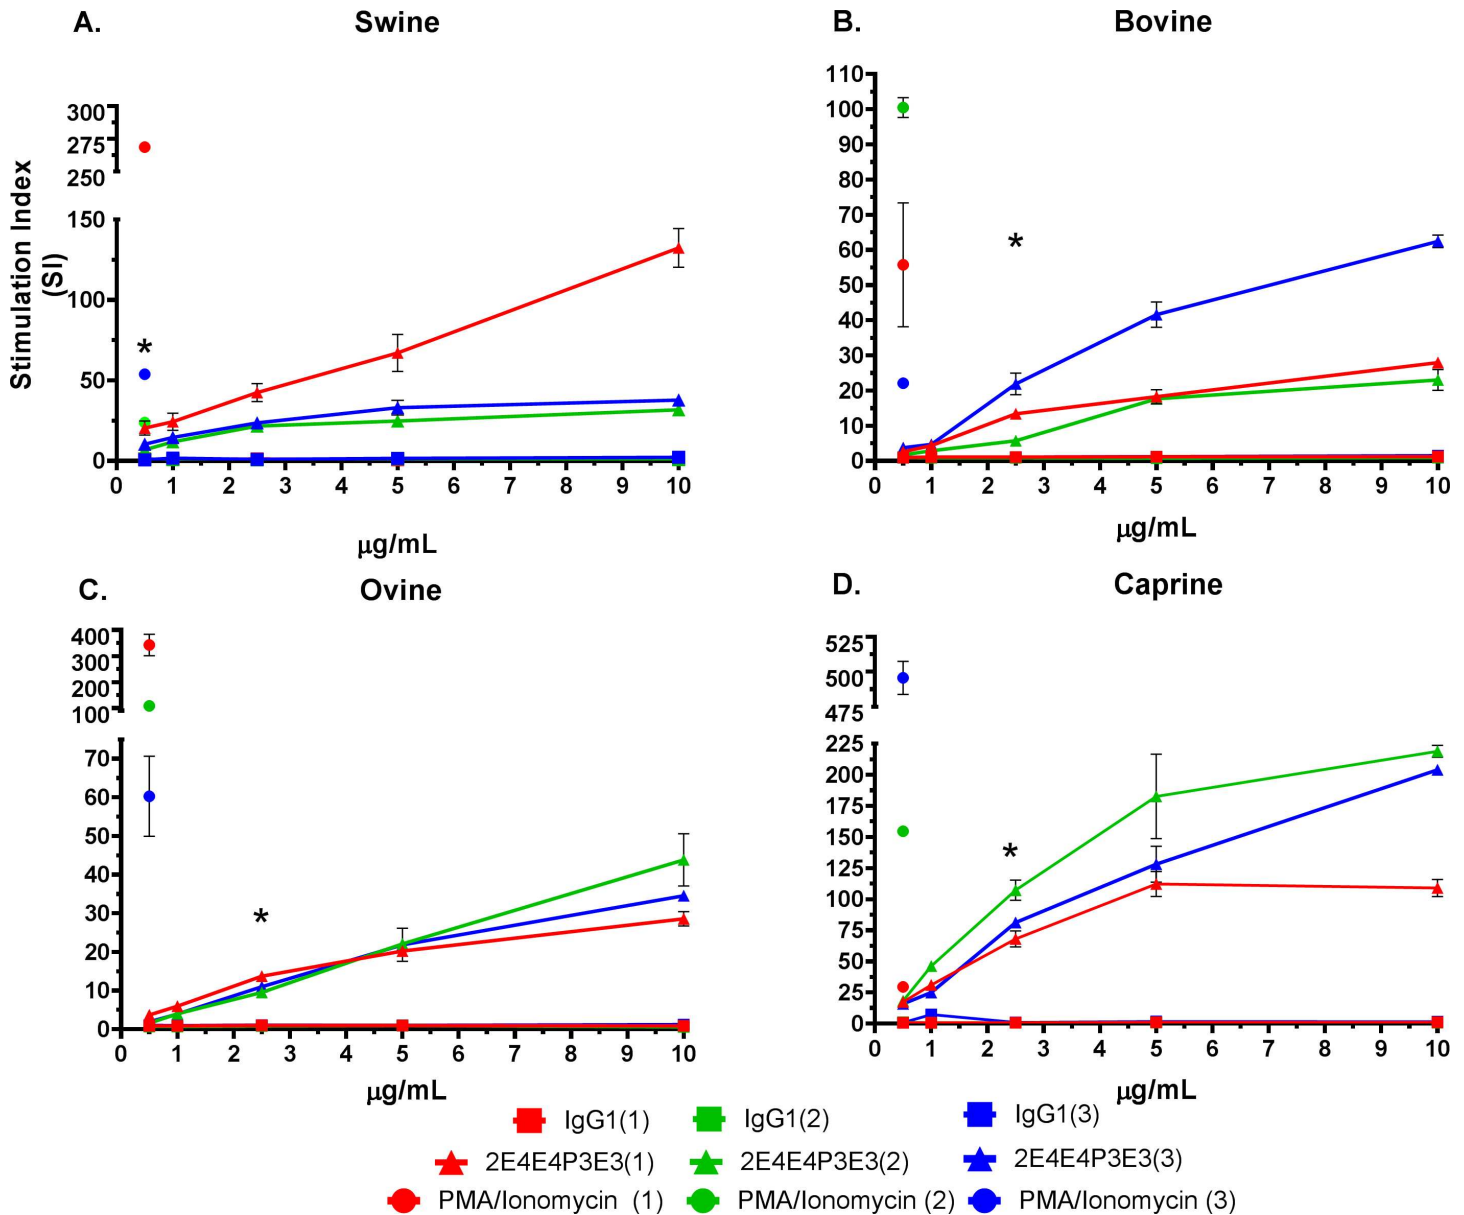 A. Swine
Stimulation Index
(SI)
300
275
250
150
100
50
0
*
0 1 2 3 4 5 6 7 8 9 10
μg/mL
B. Bovine
110
100
90
80
70
60
50
40
30
20
10
0
*
0 1 2 3 4 5 6 7 8 9 10
μg/mL
C. Ovine
400
300
200
100
70
60
50
40
30
20
10
0
*
0 1 2 3 4 5 6 7 8 9 10
μg/mL
D. Caprine
525
500
475
225
200
175
150
125
100
75
50
25
0
*
0 1 2 3 4 5 6 7 8 9 10
μg/mL
IgG1(1) IgG1(2) IgG1(3)
2E4E4P3E3(1) 2E4E4P3E3(2) 2E4E4P3E3(3)
PMA/Ionomycin (1) PMA/Ionomycin (2) PMA/Ionomycin (3)